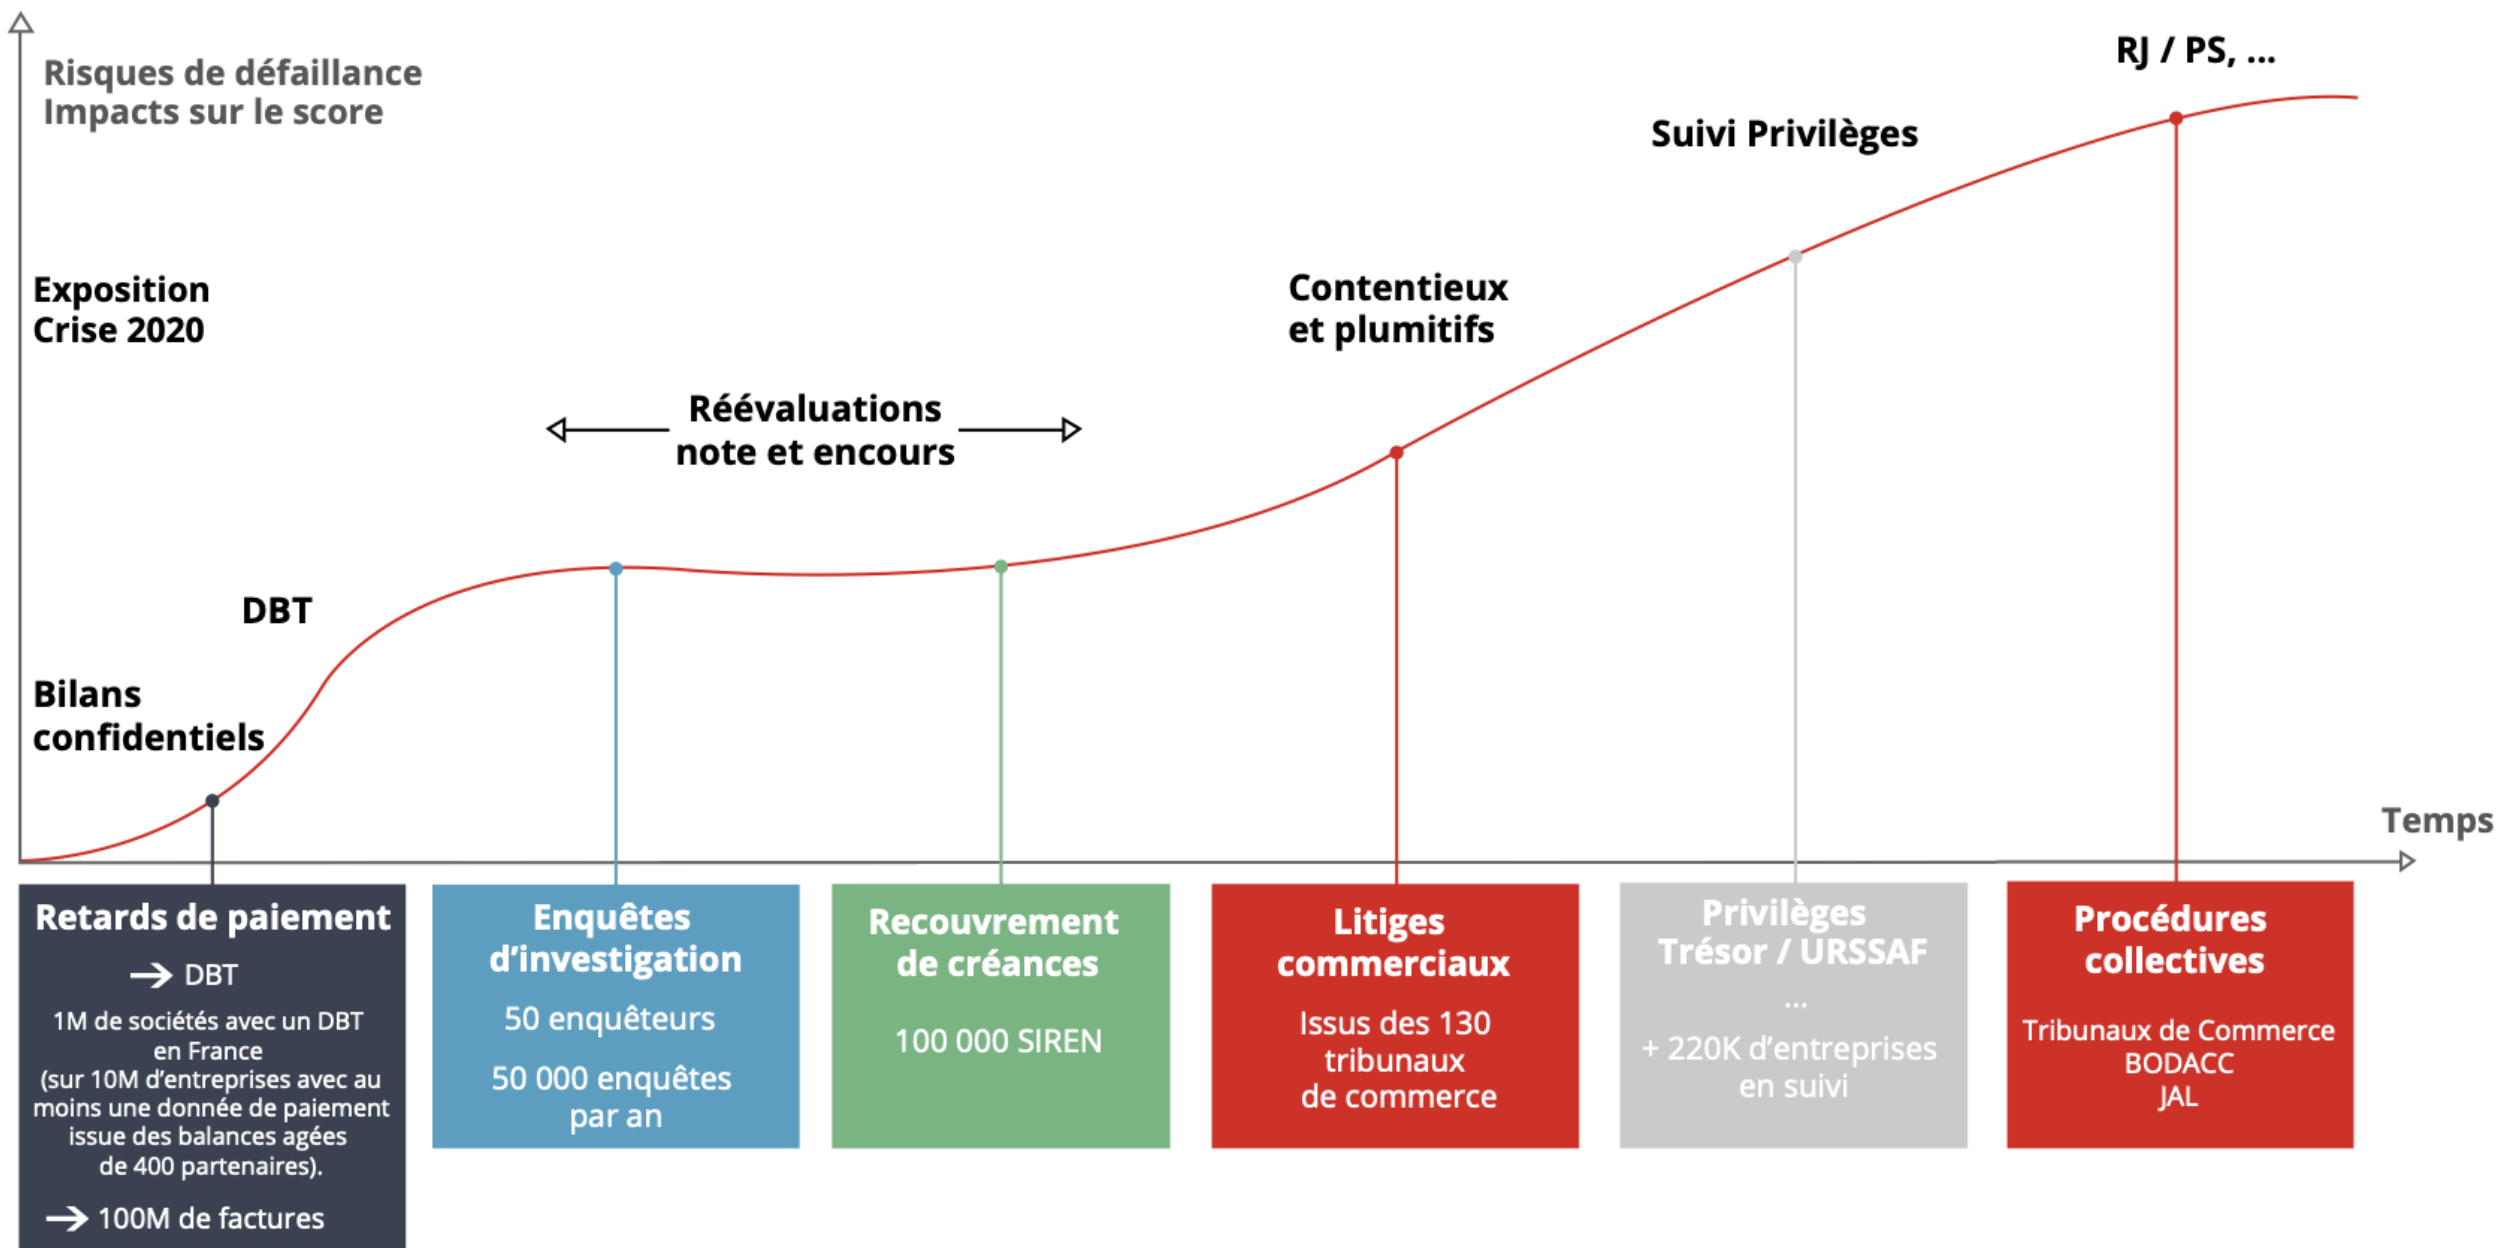 Risques de défaillance
Impacts sur le score
RJ / PS, ...
Suivi Privilèges
Exposition
Crise 2020
Contentieux
et plumitifs
Réévaluations
note et encours
DBT
Bilans
confidentiels
Temps
Retards de paiement
DBT
1M de sociétés avec un DBT
en France
(sur 10M d’entreprises avec au
moins une donnée de paiement
issue des balances agées
de 400 partenaires).
100M de factures
Enquêtes
d’investigation
50 enquêteurs
50 000 enquêtes
par an
Recouvrement
de créances
100 000 SIREN
Litiges
commerciaux
Issus des 130
tribunaux
de commerce
Privilèges
Trésor / URSSAF
...
+ 220K d’entreprises
en suivi
Procédures
collectives
Tribunaux de Commerce
BODACC
JAL